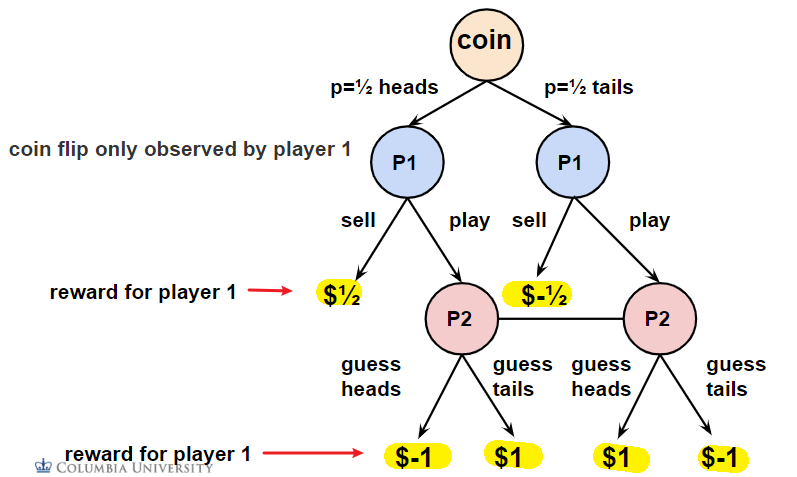 coin
p=½ heads
p=½ tails
coin flip only observed by player 1
P1
P1
sell
play
sell
play
reward for player 1
$½
$-½
P2
P2
guess heads
guess tails
guess heads
guess tails
reward for player 1
$-1
$1
$1
$-1
COLUMBIA UNIVERSITY